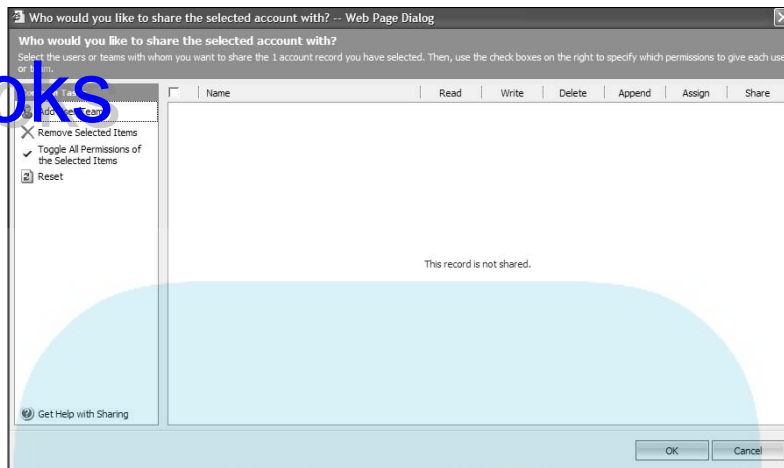 Who would you like to share the selected account with? -- Web Page Dialog
Who would you like to share the selected account with?
Select the users or teams with whom you want to share the 1 account record you have selected. Then, use the check boxes on the right to specify which permissions to give each use
or team.
oks
Name Read Write Delete Append Assign Share
Add User/Team
Remove Selected Items
Toggle All Permissions of
the Selected Items
Reset
This record is not shared.
Get Help with Sharing
OK Cancel